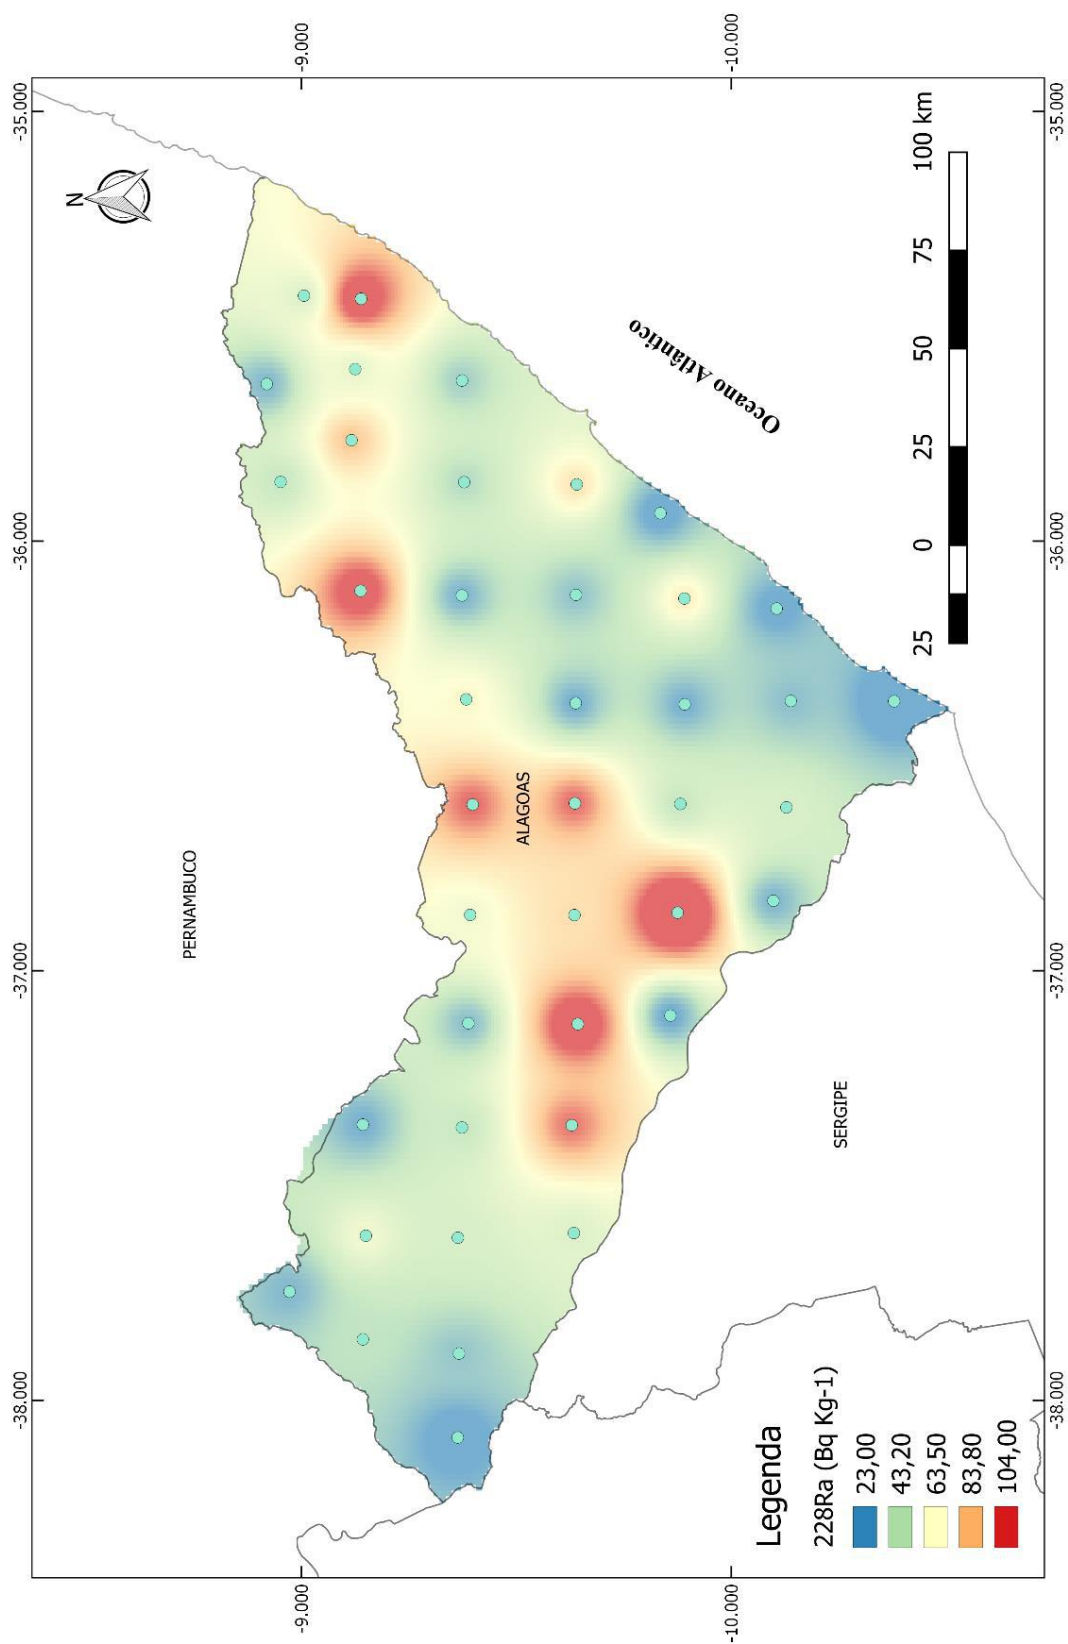 -38.000
-37.000
-36.000
-35.000
-9.000
-9.000
N
PERNAMBUCO
ALAGOAS
Oceano Atlântico
SERGIPE
-10.000
-10.000
Legenda
228Ra (Bq Kg-1)
23,00
43,20
63,50
83,80
104,00
25 0 25 50 75 100 km
-38.000
-37.000
-36.000
-35.000